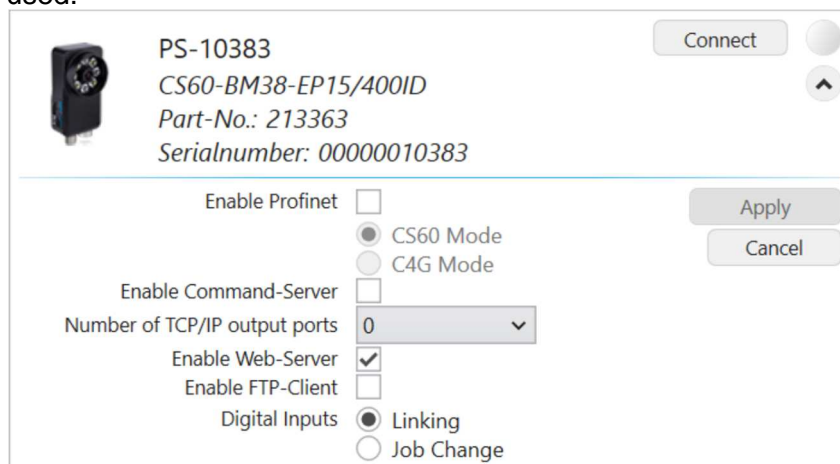 used.
PS-10383
Connect
CS60-BM38-EP15/400ID
Part-No.: 213363
Serialnumber: 00000010383
Enable Profinet
Apply
CS60 Mode
Cancel
C4G Mode
Enable Command-Server
Number of TCP/IP output ports 0
Enable Web-Server
Enable FTP-Client
Digital Inputs Linking
Job Change